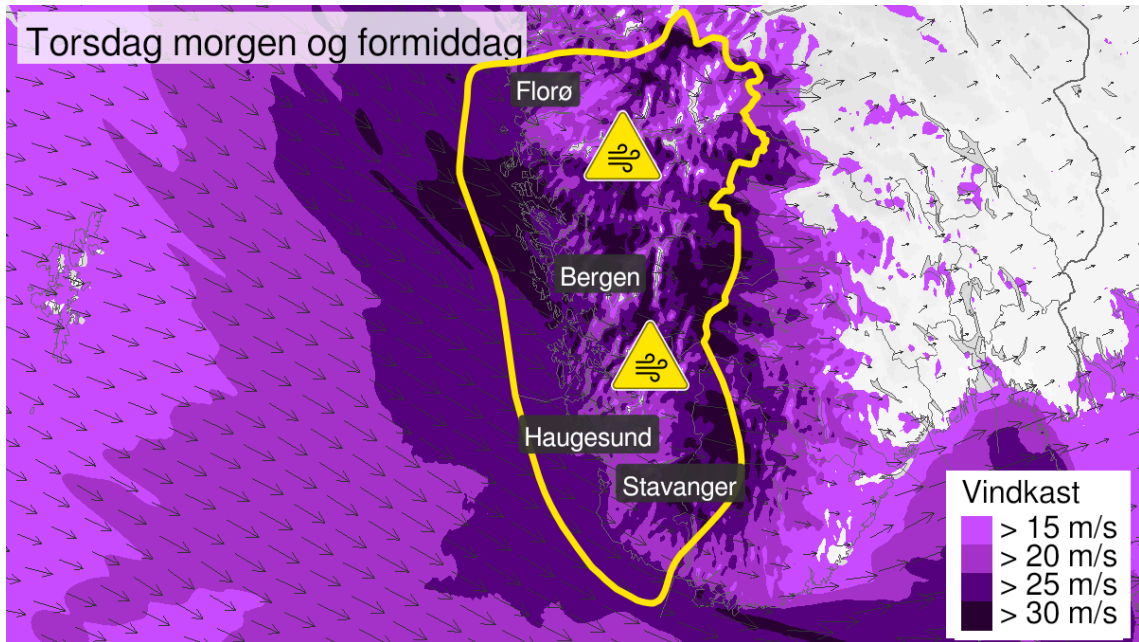 Torsdag morgen og formiddag
Florø
Bergen
Haugesund
Stavanger
Vindkast
> 15 m/s
> 20 m/s
> 25 m/s
> 30 m/s